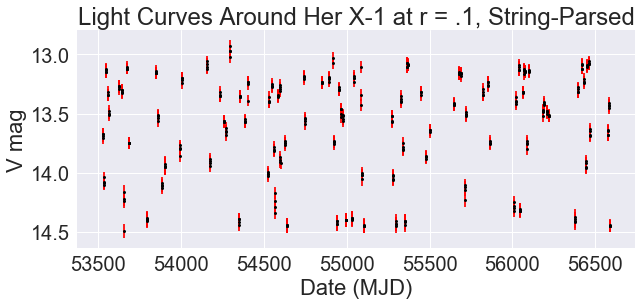 Light Curves Around Her X-1 at r = .1, String-Parsed
13.0
13.5
14.0
14.5
V mag
53500 54000 54500 55000 55500 56000 56500
Date (MJD)